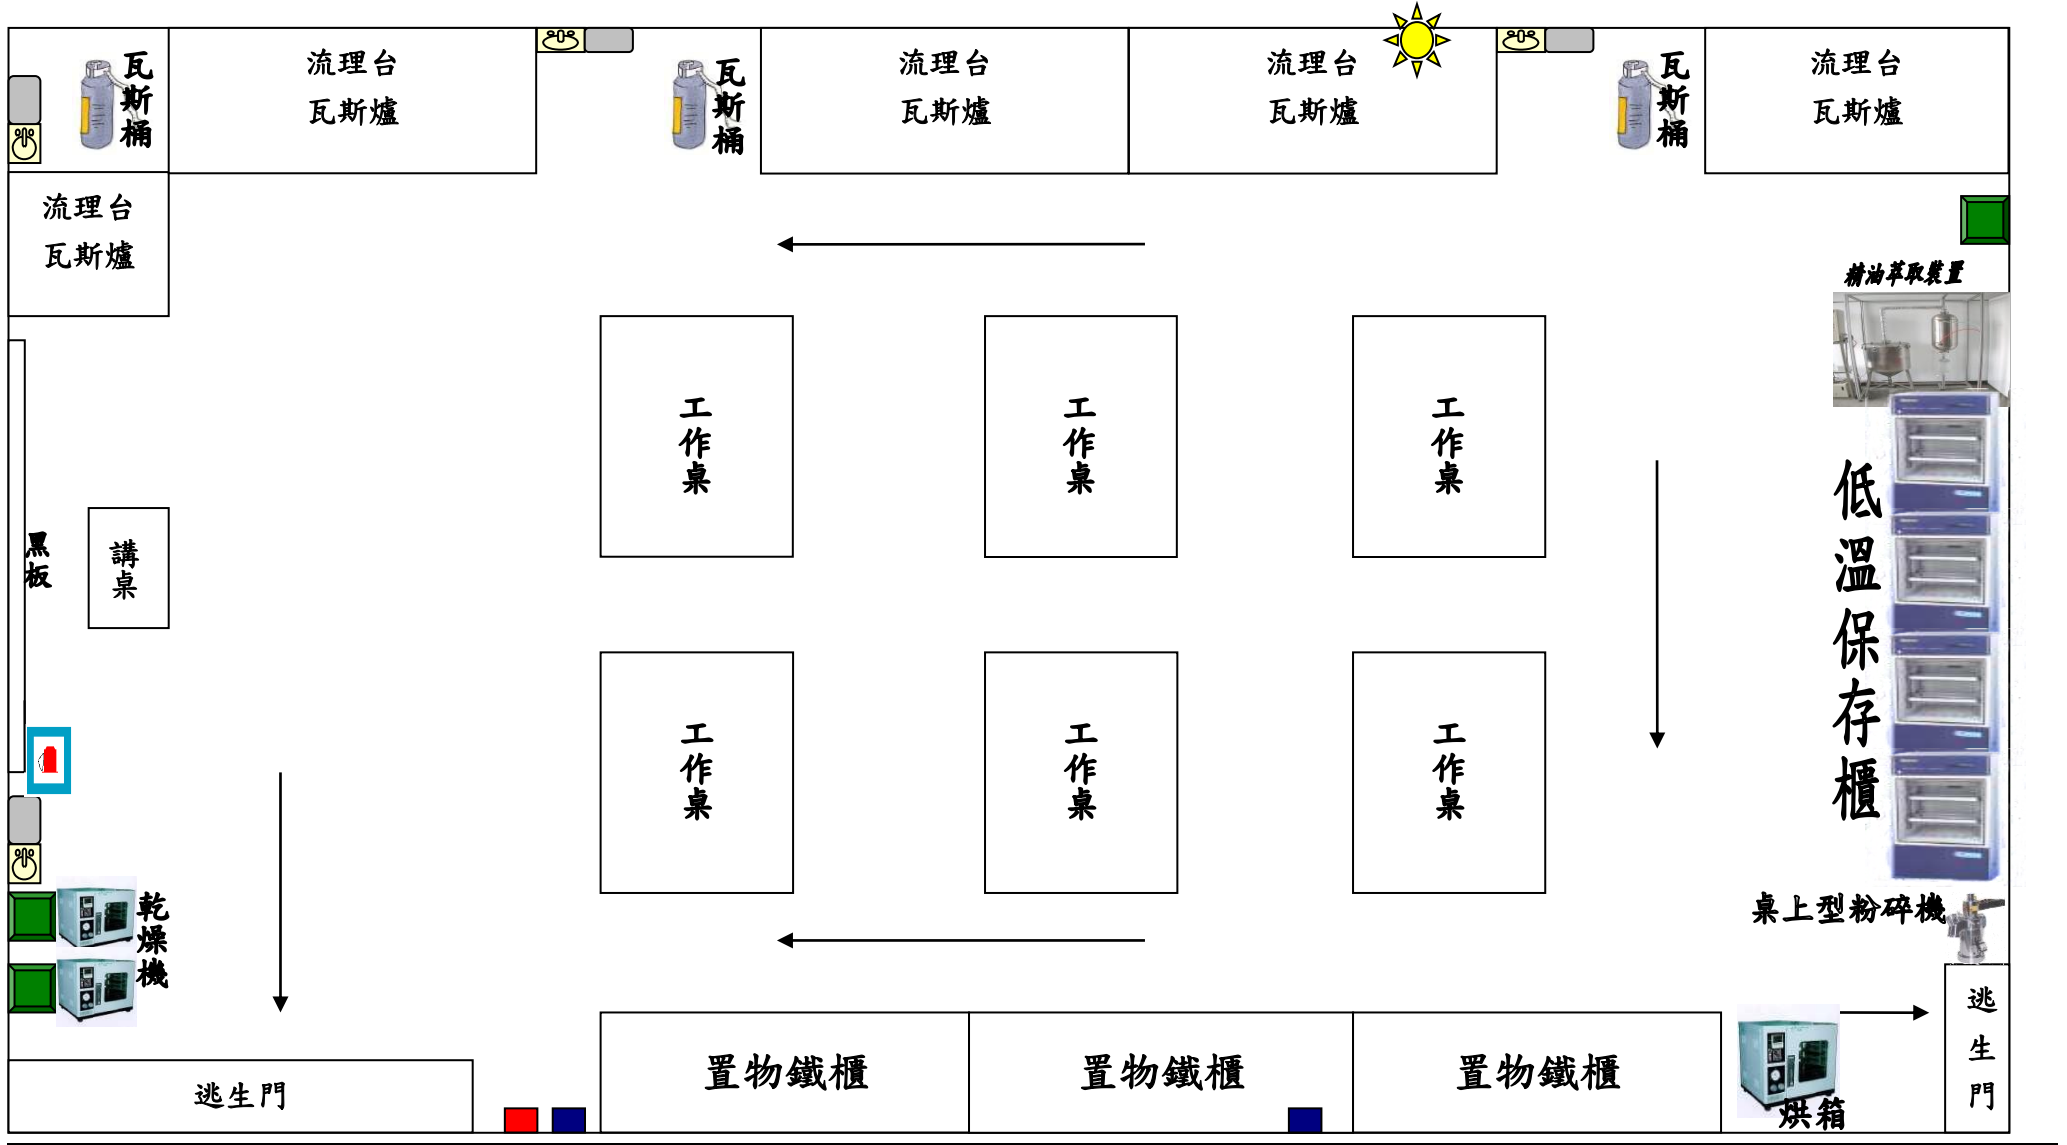 瓦斯桶
流理台
瓦斯爐
瓦斯桶
流理台
瓦斯爐
流理台
瓦斯爐
瓦斯桶
流理台
瓦斯爐
流理台
瓦斯爐
精油萃取裝置
工作桌
工作桌
工作桌
低溫保存櫃
黑板
講桌
工作桌
工作桌
工作桌
乾燥機
桌上型粉碎機
逃生門
置物鐵櫃
置物鐵櫃
置物鐵櫃
烘箱
逃生門